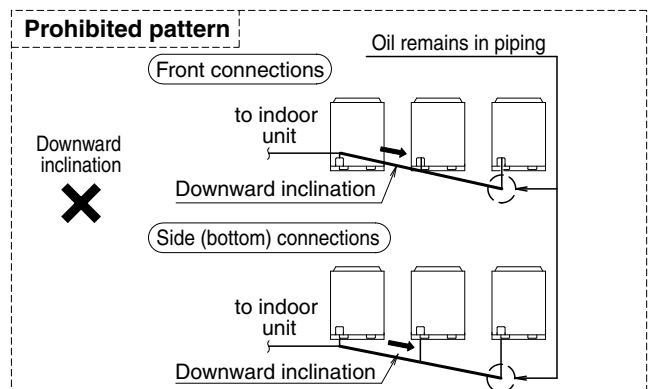 Prohibited pattern
Oil remains in piping
Front connections
to indoor
unit
Downward
inclination
Downward inclination
Side (bottom) connections
to indoor
unit
Downward inclination